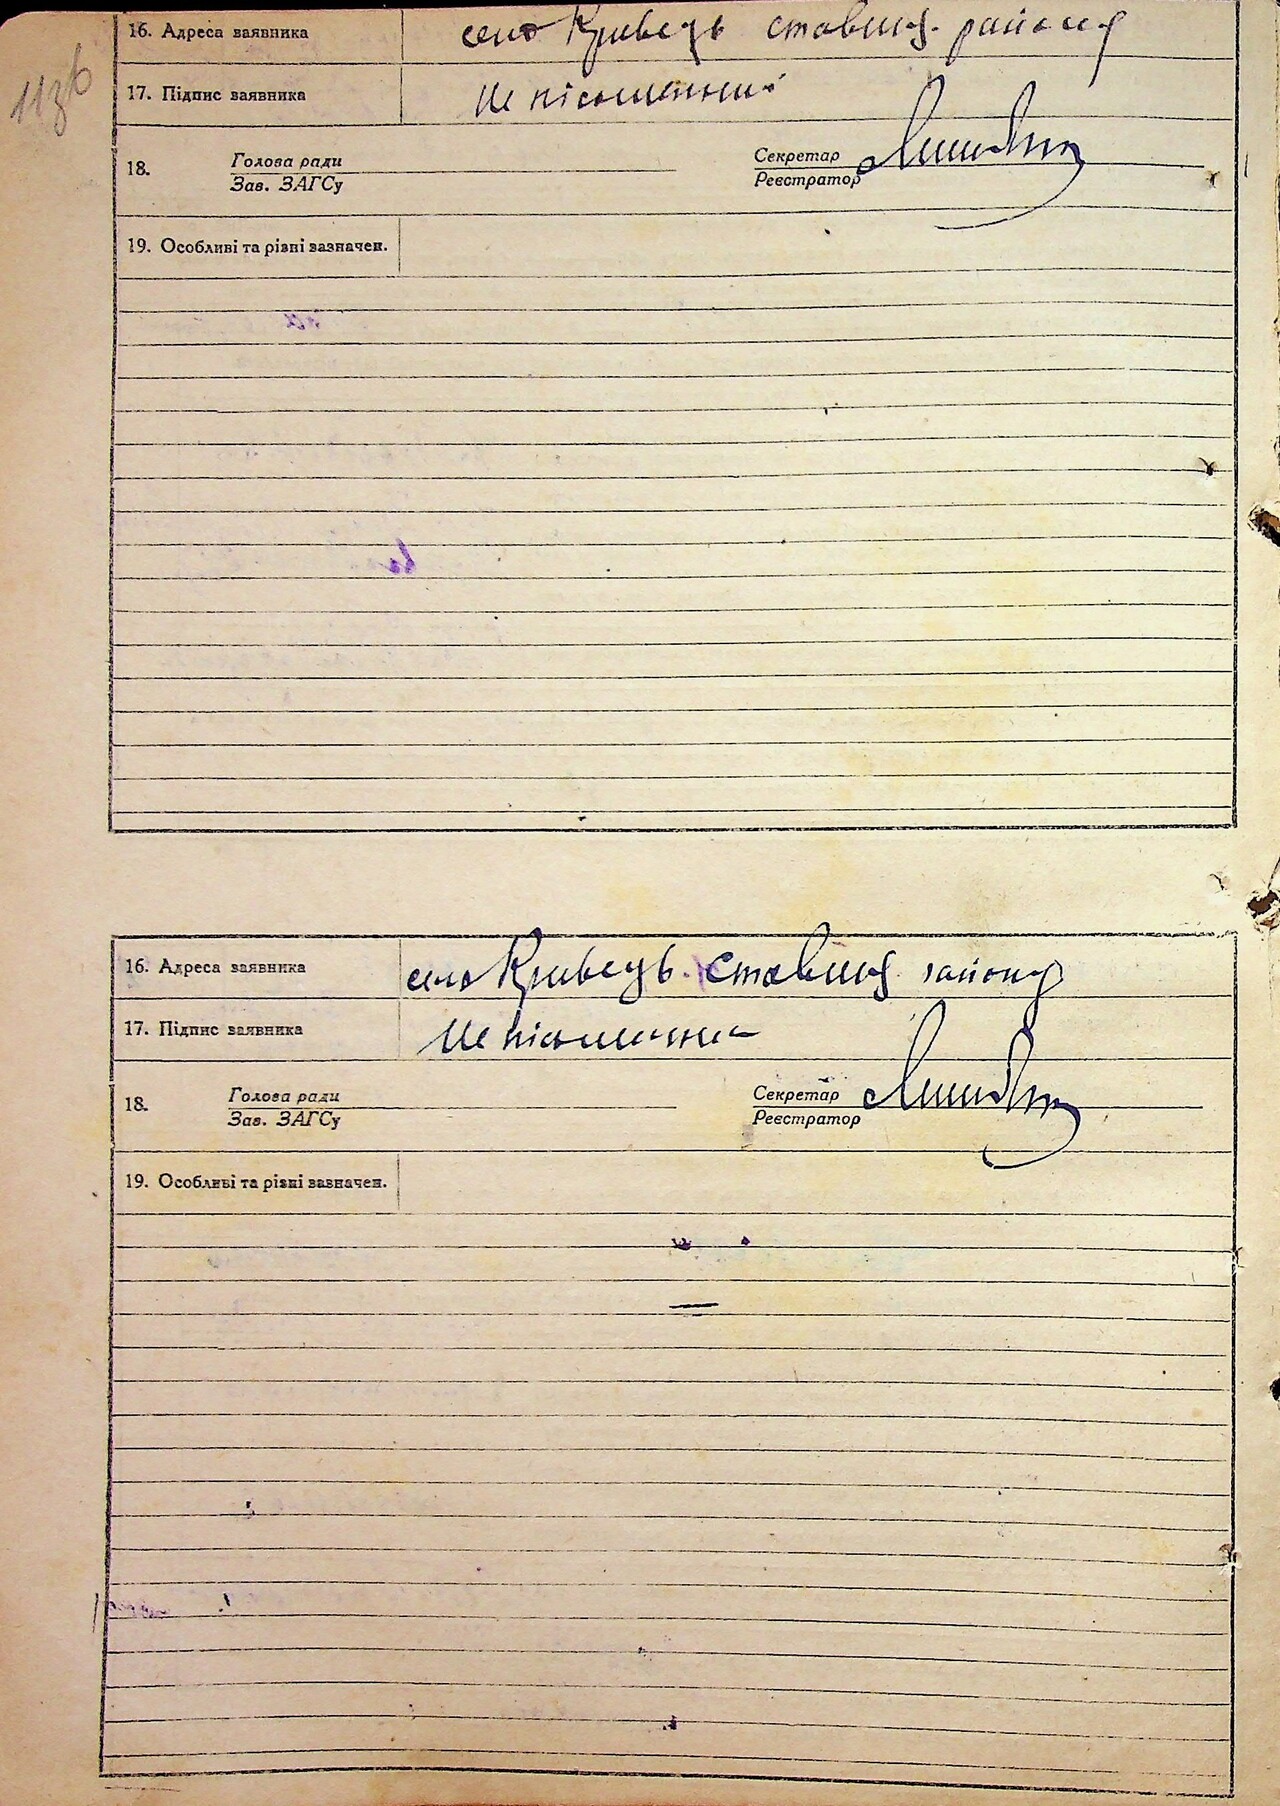 113б
16. Адреса заявника село Кривець ставищ. району
17. Підпис заявника Не пісьменний
18. Голова ради Секретар
Зав. ЗАГСу Реєстратор
19. Особливі та різні зазначен.
16. Адреса заявника село Кривець. Ставищ. району
17. Підпис заявника Не пісьменни
18. Голова ради Секретар
Зав. ЗАГСу Реєстратор
19. Особливі та різні зазначен.